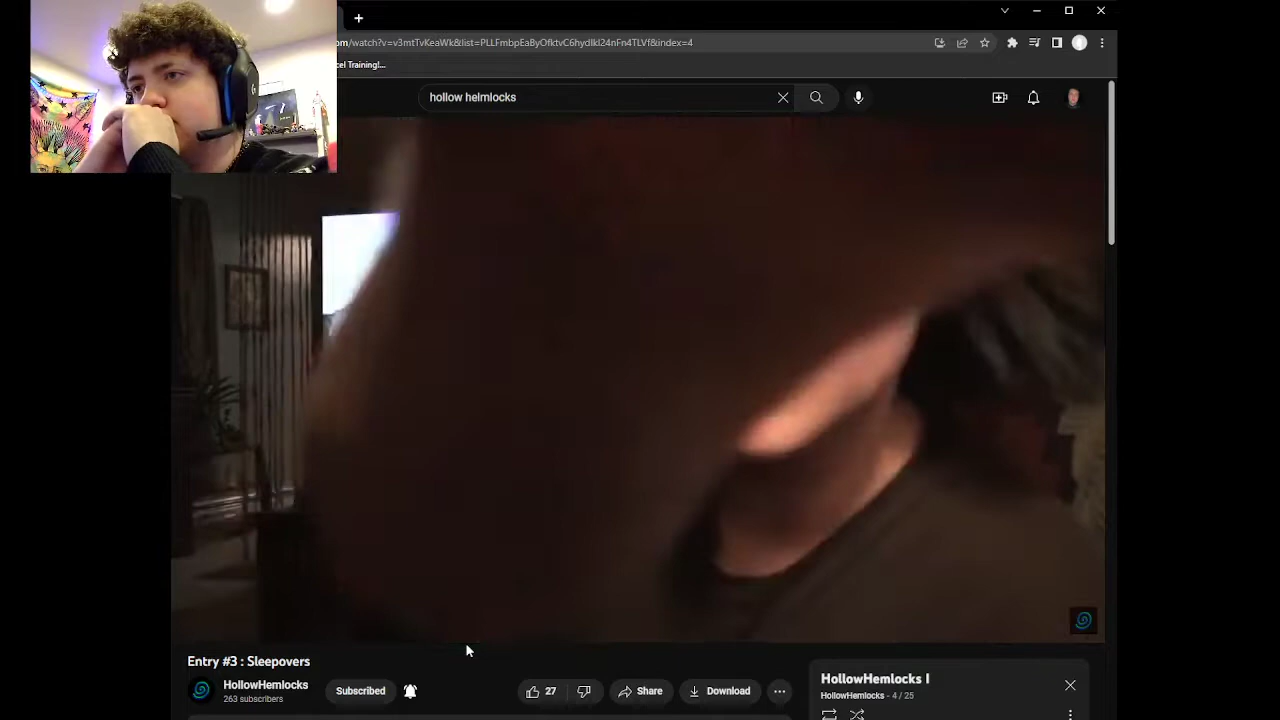 om/watch?v=v3mtTvKeaWk&list=PLLFmbpEaByOfktvC6hydlkl24nFn4TLVf&index=4
cel Training!...
hollow helmlocks
Entry #3 : Sleepovers
HollowHemlocks
263 subscribers
Subscribed
27
Share
Download
HollowHemlocks I
HollowHemlocks - 4 / 25